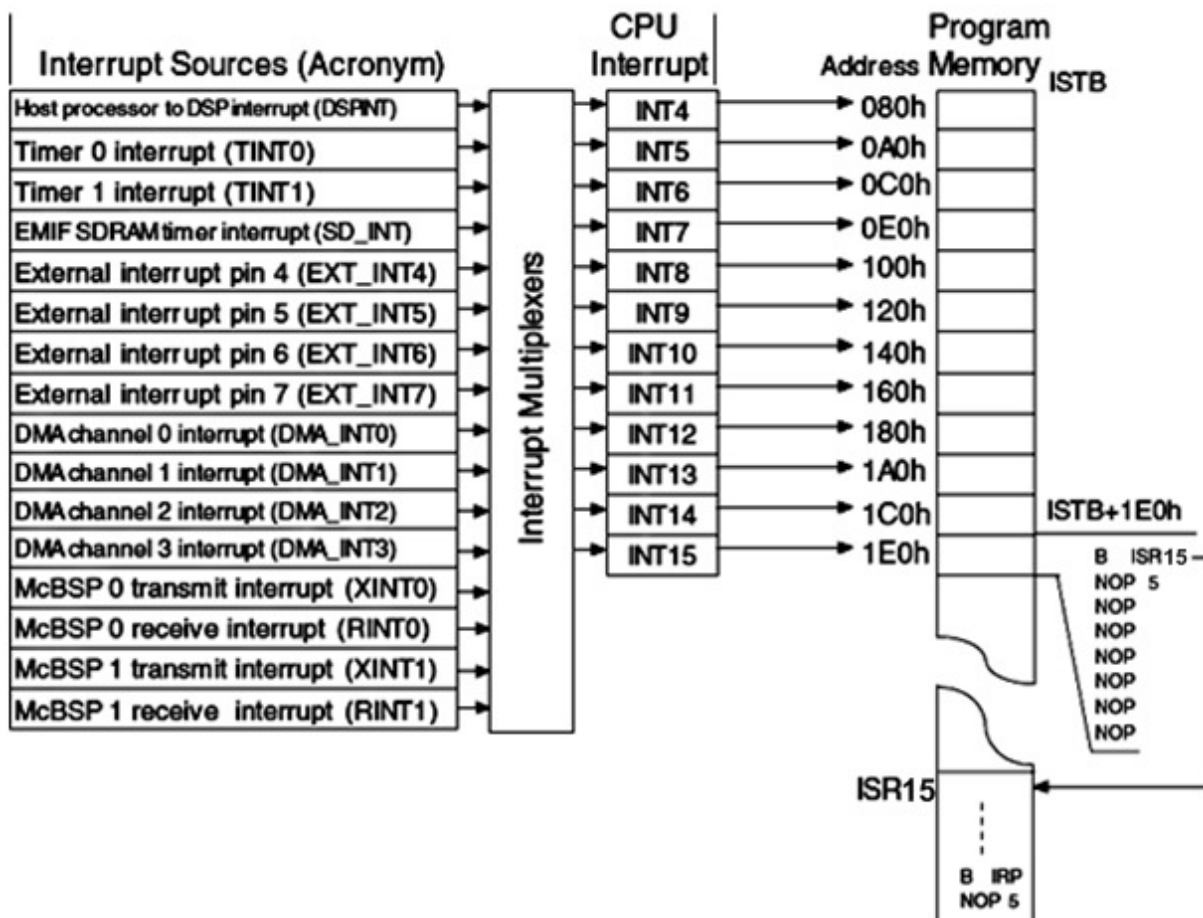 Interrupt Sources (Acronym)
Host processor to DSP interrupt (DSPINT)
Timer 0 interrupt (TINT0)
Timer 1 interrupt (TINT1)
EMIF SDRAM timer interrupt (SD_INT)
External interrupt pin 4 (EXT_INT4)
External interrupt pin 5 (EXT_INT5)
External interrupt pin 6 (EXT_INT6)
External interrupt pin 7 (EXT_INT7)
DMA channel 0 interrupt (DMA_INT0)
DMA channel 1 interrupt (DMA_INT1)
DMA channel 2 interrupt (DMA_INT2)
DMA channel 3 interrupt (DMA_INT3)
McBSP 0 transmit interrupt (XINT0)
McBSP 0 receive interrupt (RINT0)
McBSP 1 transmit interrupt (XINT1)
McBSP 1 receive interrupt (RINT1)
Interrupt Multiplexers
CPU
Interrupt
INT4
INT5
INT6
INT7
INT8
INT9
INT10
INT11
INT12
INT13
INT14
INT15
Address
080h
0A0h
0C0h
0E0h
100h
120h
140h
160h
180h
1A0h
1C0h
1E0h
Program
Memory
ISTB
ISTB+1E0h
B ISR15
NOP 5
NOP
NOP
NOP
NOP
NOP
NOP
ISR15
B IRP
NOP 5